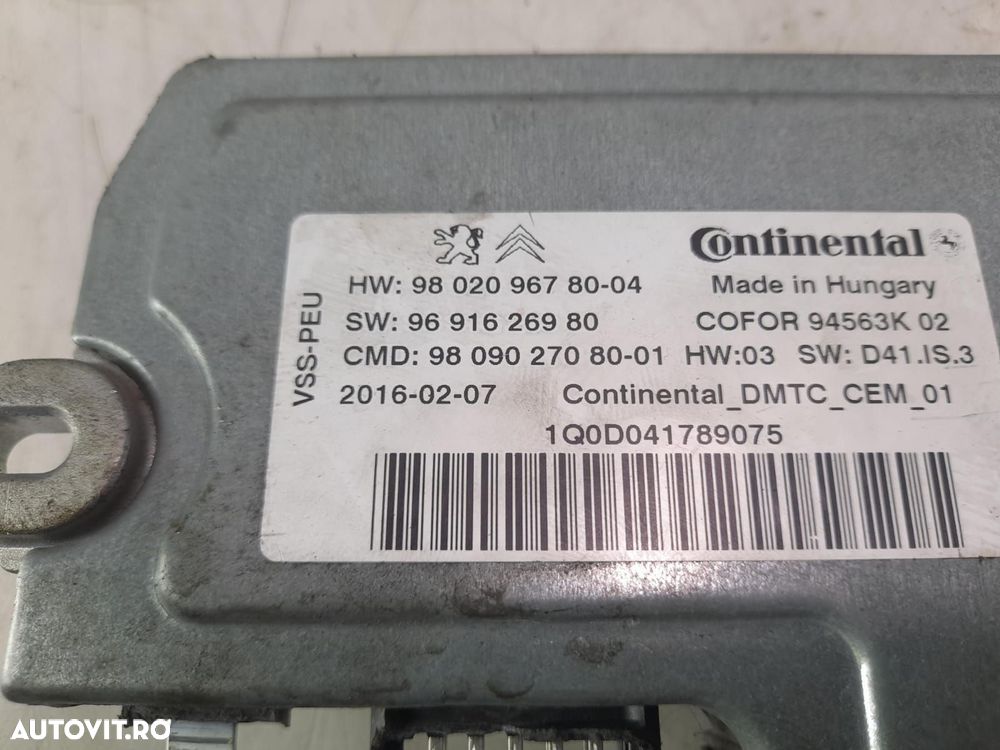 Continental
HW: 98 020 967 80-04
Made in Hungary
SW: 96 916 269 80
COFOR 94563K 02
CMD: 98 090 270 80-01 HW:03 SW: D41.IS.3
2016-02-07 Continental_DMTC_CEM_01
1Q0D041789075
VSS-PEU
AUTOVIT.RO